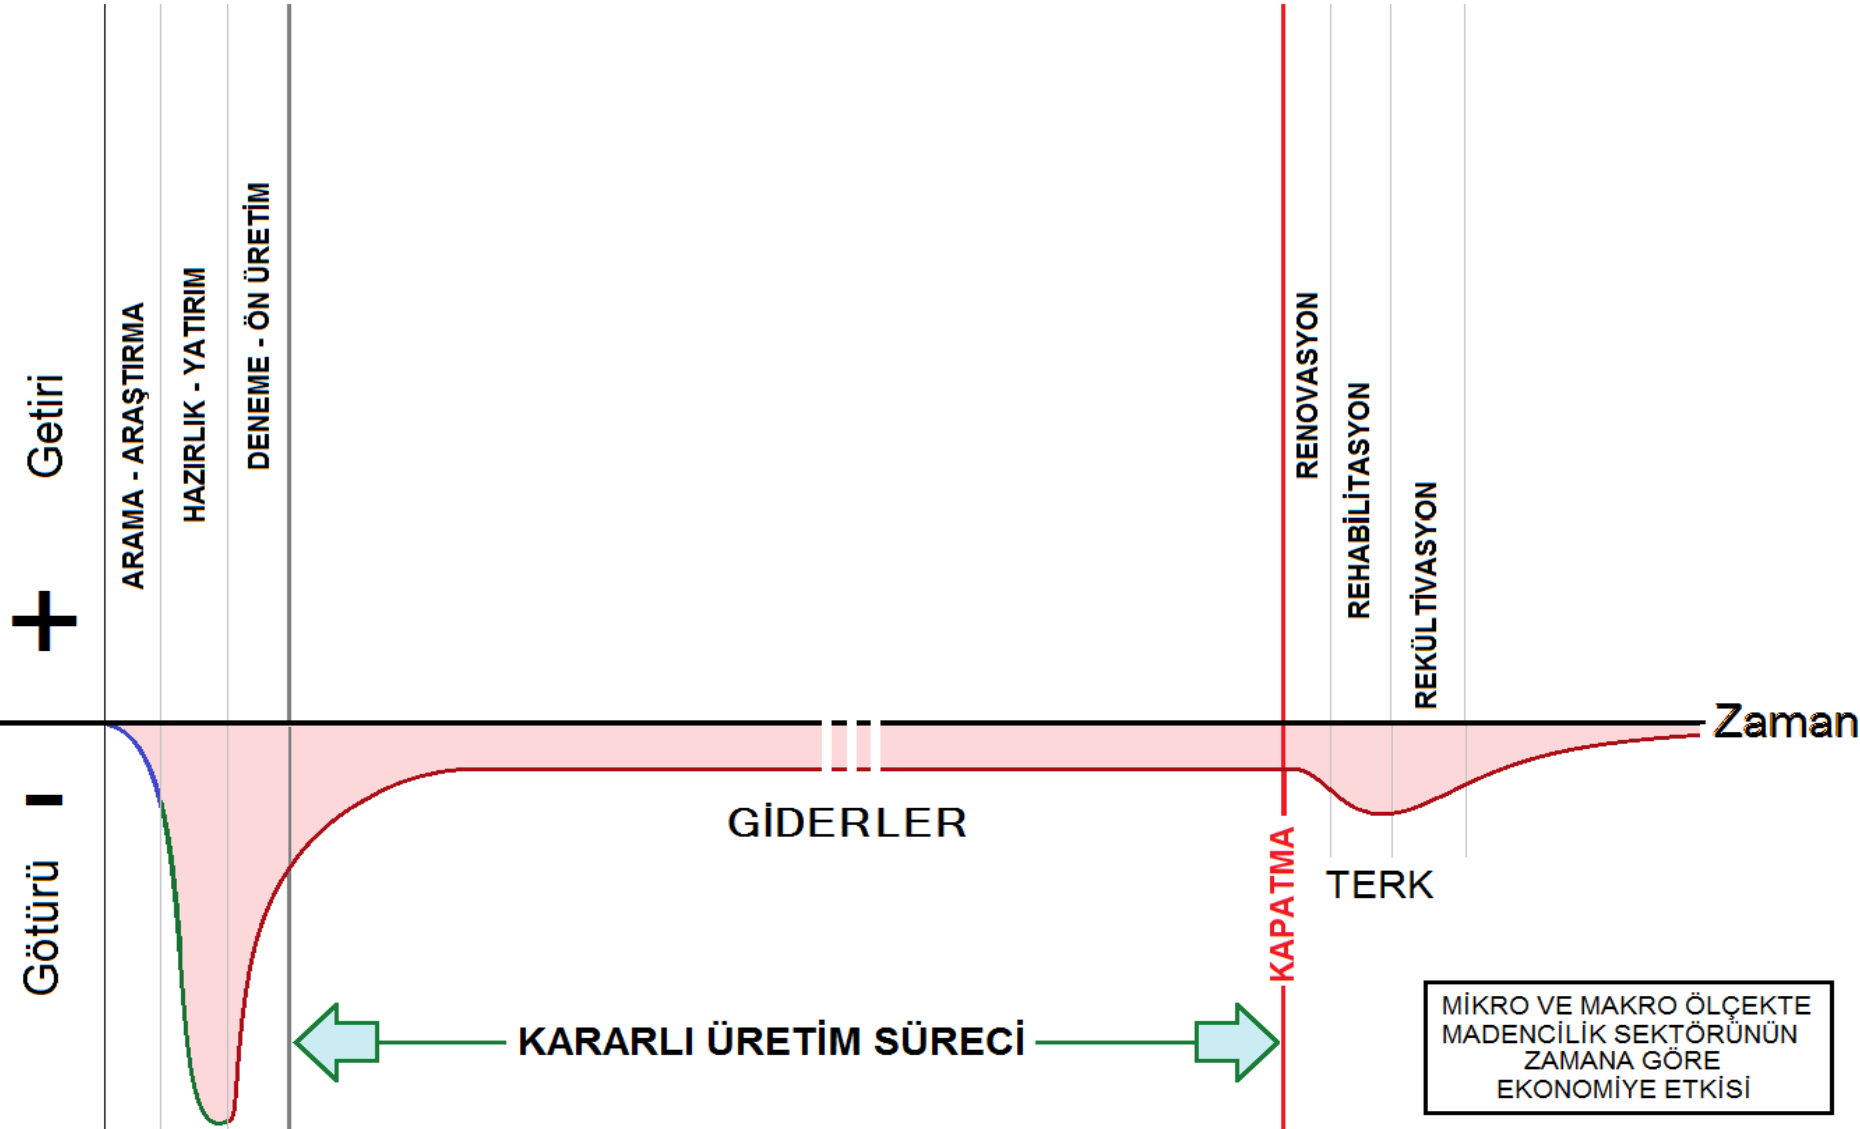 Getiri
+
ARAMA - ARAŞTIRMA
HAZIRLIK - YATIRIM
DENEME - ÖN ÜRETİM
RENOVASYON
REHABİLİTASYON
REKÜLTİVASYON
Zaman
-
Götürü
GİDERLER
KAPATMA
TERK
KARARLI ÜRETİM SÜRECİ
MİKRO VE MAKRO ÖLÇEKTE
MADENCİLİK SEKTÖRÜNÜN
ZAMANA GÖRE
EKONOMİYE ETKİSİ